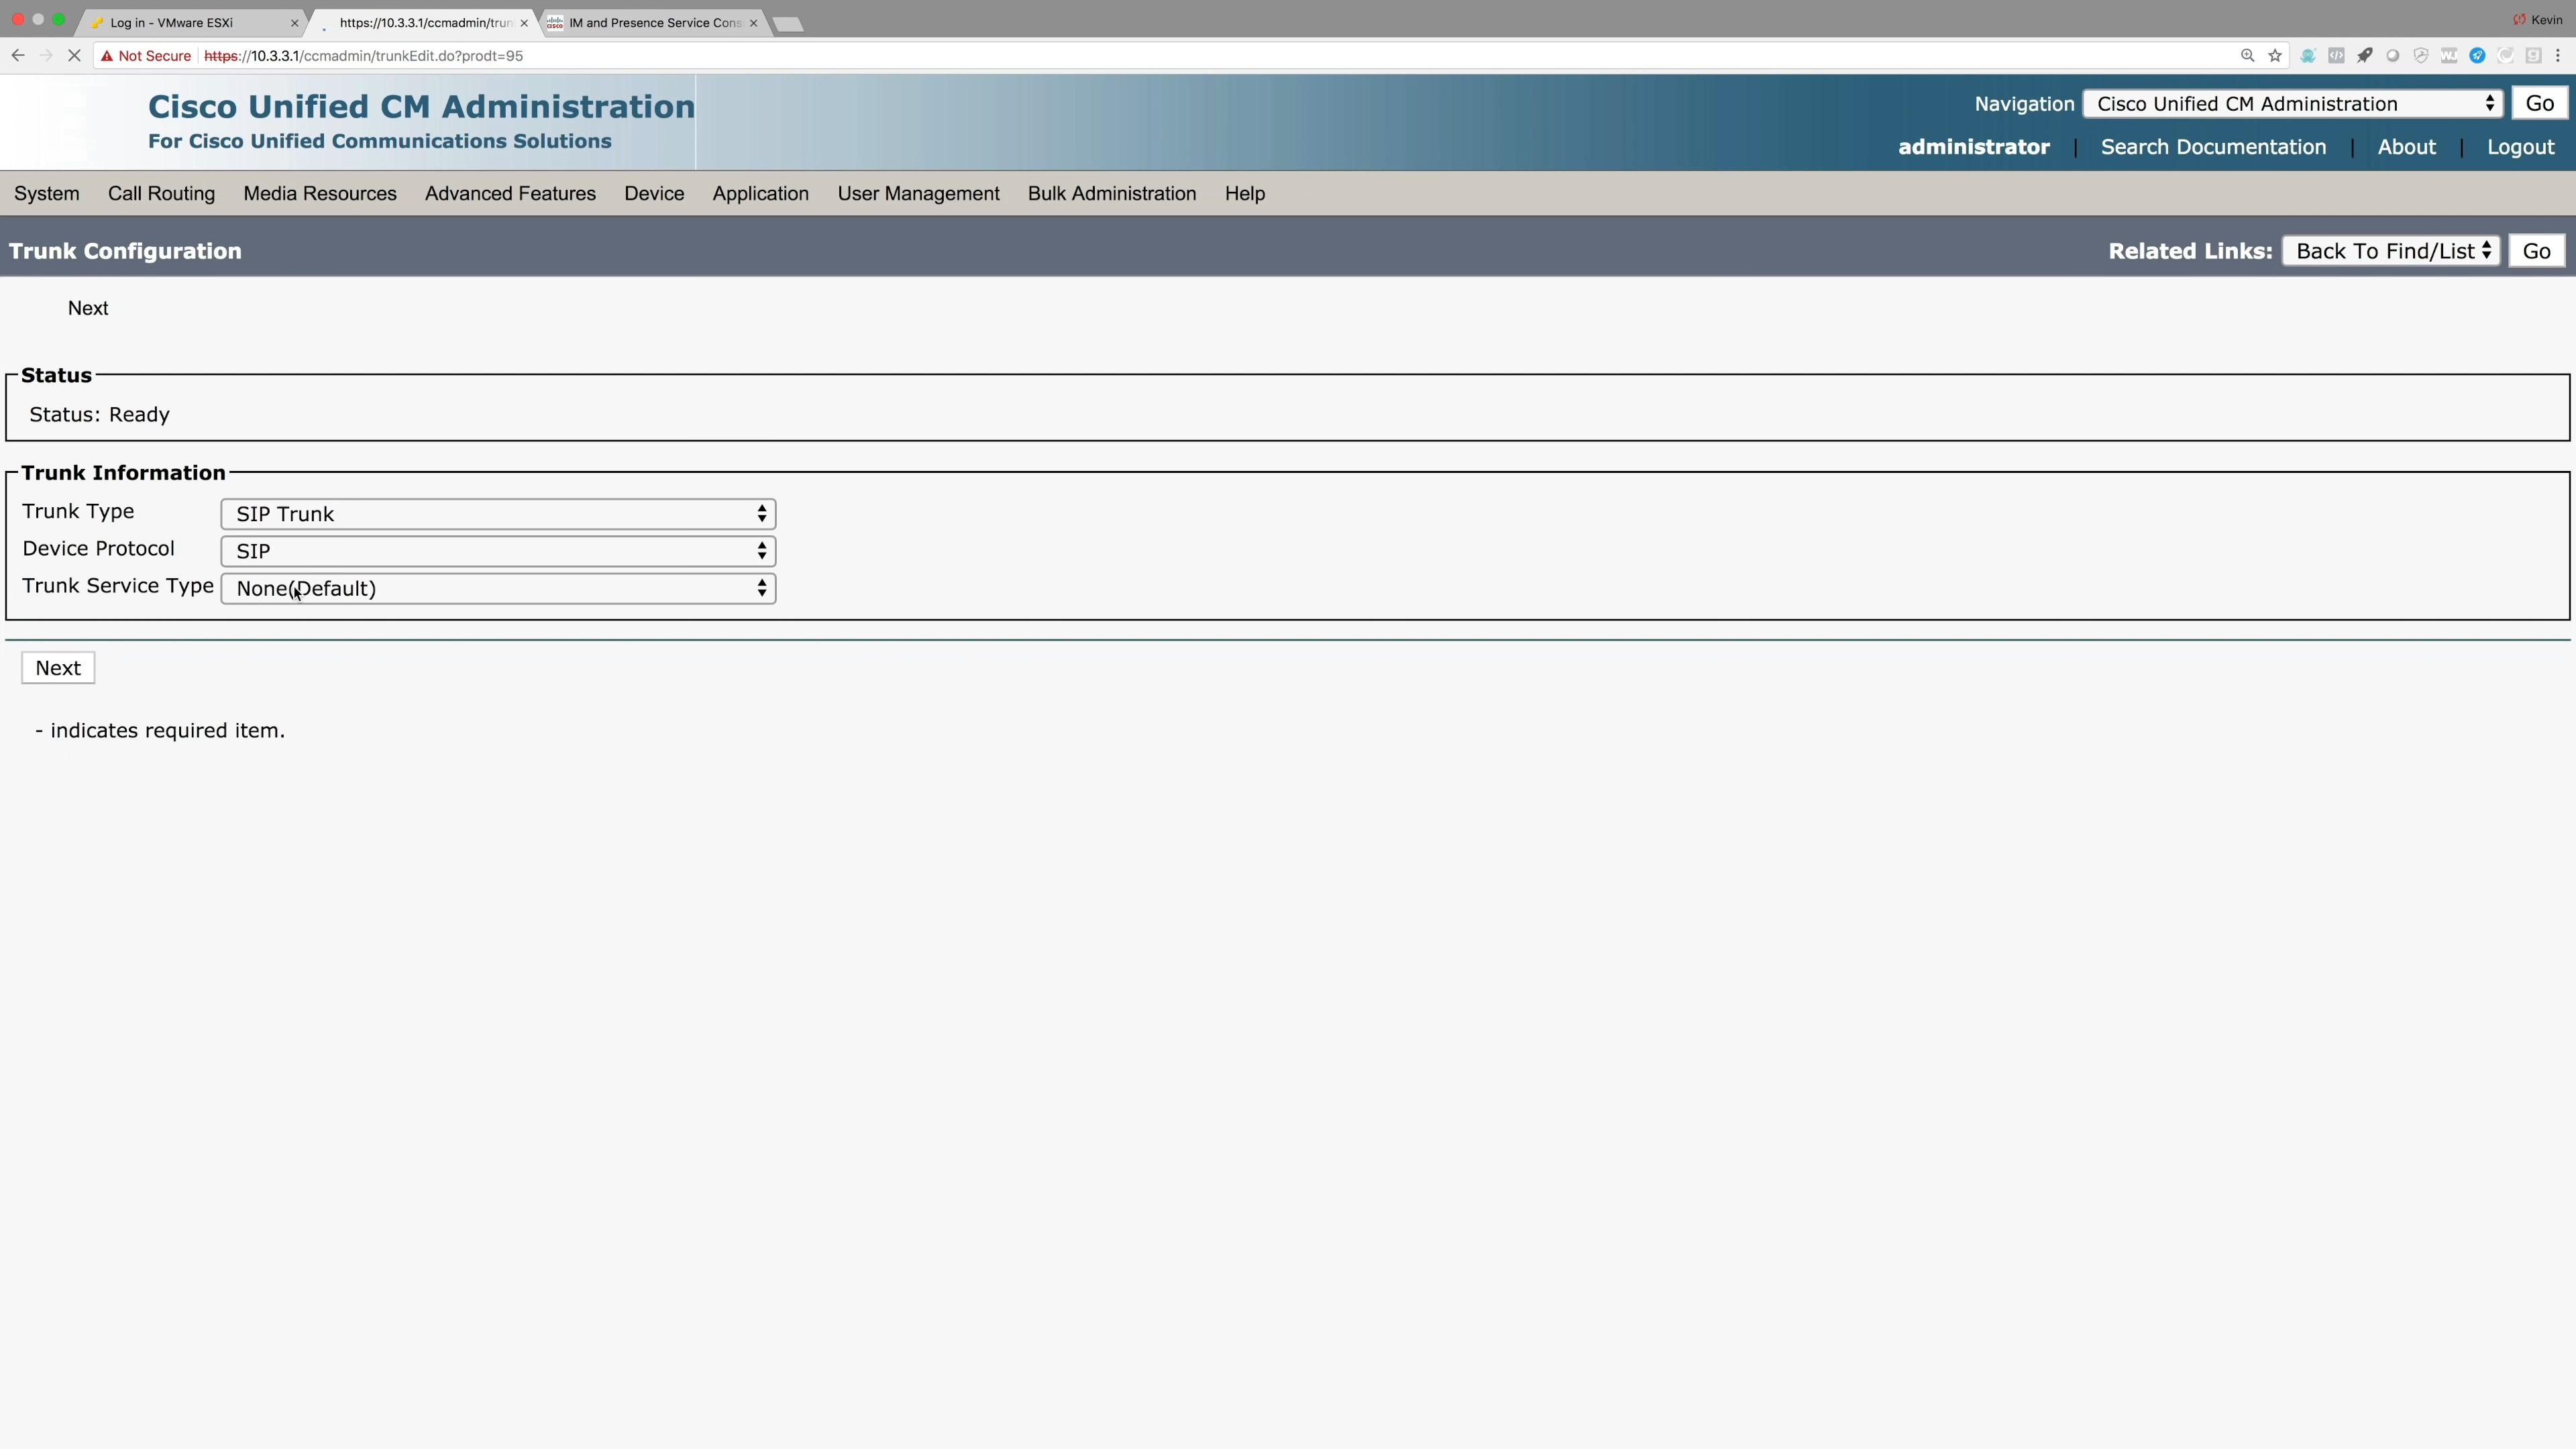 Log in - VMware ESXi
https://10.3.3.1/ccmadmin/trun
IM and Presence Service Cons
Kevin
Not Secure
https://10.3.3.1/ccmadmin/trunkEdit.do?prodt=95
Cisco Unified CM Administration
For Cisco Unified Communications Solutions
Navigation Cisco Unified CM Administration Go
administrator | Search Documentation | About | Logout
System Call Routing Media Resources Advanced Features Device Application User Management Bulk Administration Help
Trunk Configuration
Related Links: Back To Find/List Go
Next
Status
Status: Ready
Trunk Information
Trunk Type SIP Trunk
Device Protocol SIP
Trunk Service Type None(Default)
Next
- indicates required item.